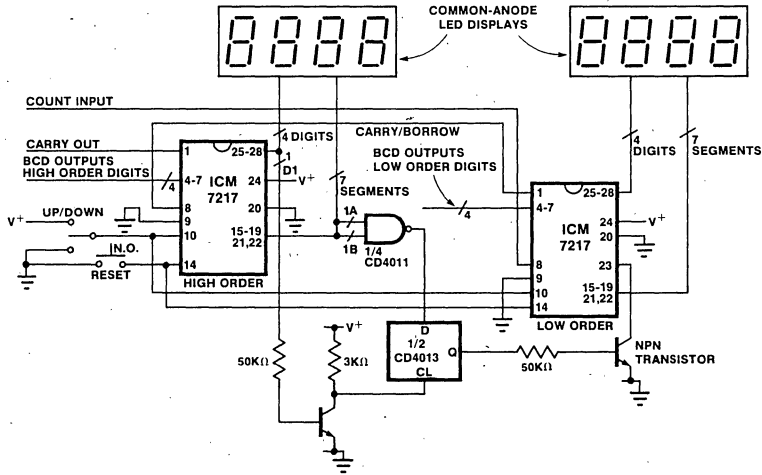 COMMON-ANODE
LED DISPLAYS
COUNT INPUT
CARRY OUT
BCD OUTPUTS
HIGH ORDER DIGITS
4
V+
UP/DOWN
N.O.
RESET
1
4-7
8
9
10
14
ICM
7217
25-28
24
20
15-19
21,22
HIGH ORDER
4 DIGITS
1
D1
V+
7
SEGMENTS
CARRY/BORROW
BCD OUTPUTS
LOW ORDER DIGITS
4
1A
1B
1/4
CD4011
4
DIGITS
7
SEGMENTS
1
4-7
8
9
10
14
ICM
7217
25-28
24
20
23
15-19
21,22
V+
LOW ORDER
50KΩ
V+
3KΩ
D
1/2
CD4013
CL
Q
50KΩ
NPN
TRANSISTOR